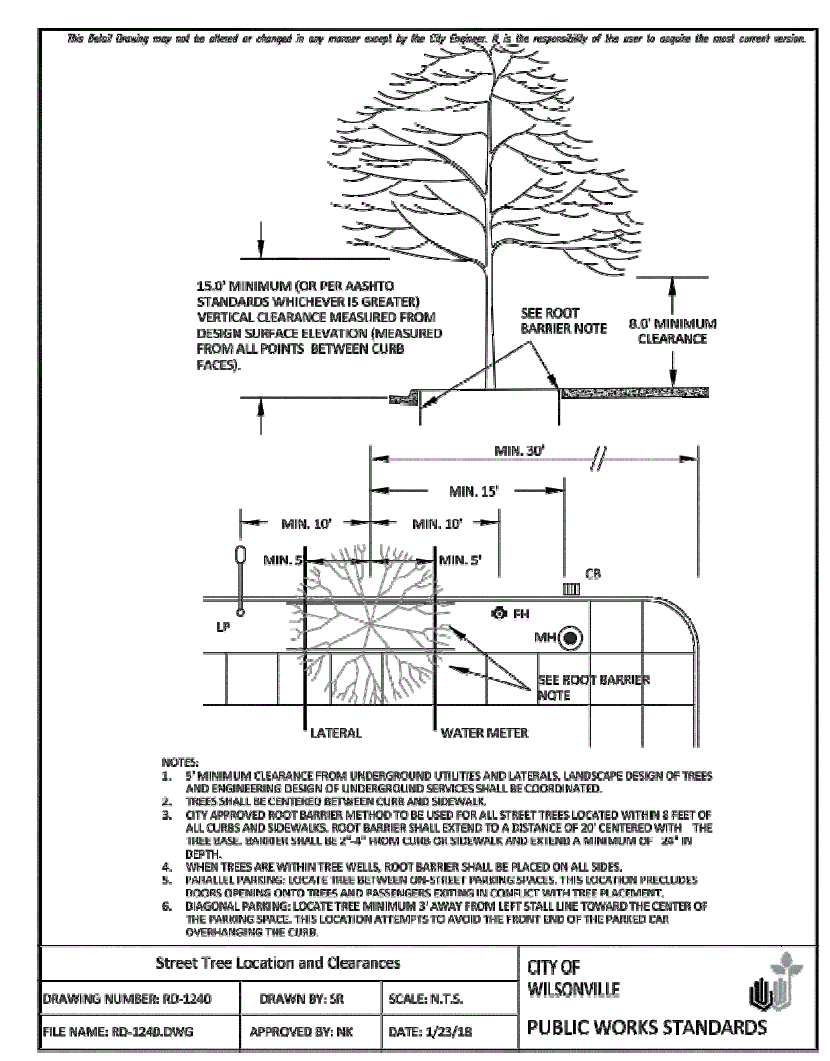 This Detail Drawing may not be altered or changed in any manner except by the City Engineer. It is the responsibility of the user to acquire the most current version.
15.0' MINIMUM (OR PER AASHTO
STANDARDS WHICHEVER IS GREATER)
VERTICAL CLEARANCE MEASURED FROM
DESIGN SURFACE ELEVATION (MEASURED
FROM ALL POINTS BETWEEN CURB
FACES).
SEE ROOT
BARRIER NOTE
8.0' MINIMUM
CLEARANCE
MIN. 30'
MIN. 15'
MIN. 10'
MIN. 10'
MIN. 5'
MIN. 5'
CB
LP
FH
MH
SEE ROOT BARRIER
NOTE
LATERAL
WATER METER
NOTES:
1. 5' MINIMUM CLEARANCE FROM UNDERGROUND UTILITIES AND LATERALS. LANDSCAPE DESIGN OF TREES
AND ENGINEERING DESIGN OF UNDERGROUND SERVICES SHALL BE COORDINATED.
2. TREES SHALL BE CENTERED BETWEEN CURB AND SIDEWALK.
3. CITY APPROVED ROOT BARRIER METHOD TO BE USED FOR ALL STREET TREES LOCATED WITHIN 8 FEET OF
ALL CURBS AND SIDEWALKS. ROOT BARRIER SHALL EXTEND TO A DISTANCE OF 20' CENTERED WITH THE
TREE BASE. BARRIER SHALL BE 2"-4" FROM CURB OR SIDEWALK AND EXTEND A MINIMUM OF 24" IN
DEPTH.
4. WHEN TREES ARE WITHIN TREE WELLS, ROOT BARRIER SHALL BE PLACED ON ALL SIDES.
5. PARALLEL PARKING: LOCATE TREE BETWEEN ON-STREET PARKING SPACES. THIS LOCATION PRECLUDES
DOORS OPENING ONTO TREES AND PASSENGERS EXITING IN CONFLICT WITH TREE PLACEMENT.
6. DIAGONAL PARKING: LOCATE TREE MINIMUM 3' AWAY FROM LEFT STALL LINE TOWARD THE CENTER OF
THE PARKING SPACE. THIS LOCATION ATTEMPTS TO AVOID THE FRONT END OF THE PARKED CAR
OVERHANGING THE CURB.
Street Tree Location and Clearances
DRAWING NUMBER: RD-1240
DRAWN BY: SR
SCALE: N.T.S.
FILE NAME: RD-1240.DWG
APPROVED BY: NK
DATE: 1/23/18
CITY OF
WILSONVILLE
PUBLIC WORKS STANDARDS